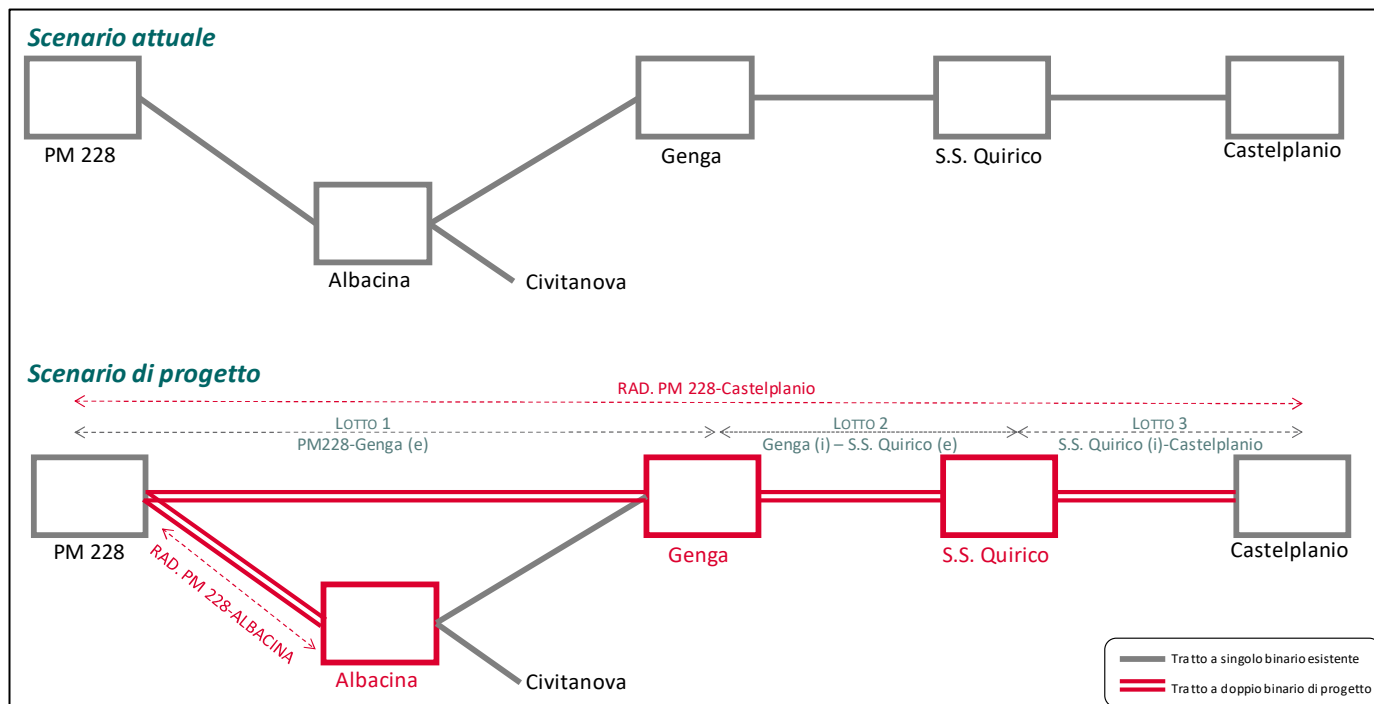 Scenario attuale
PM 228
Genga
S.S. Quirico
Castelplanio
Albacina
Civitanova
Scenario di progetto
RAD. PM 228-Castelplanio
LOTTO 1
PM228-Genga (e)
LOTTO 2
Genga (i) – S.S. Quirico (e)
LOTTO 3
S.S. Quirico (i)-Castelplanio
PM 228
Genga
S.S. Quirico
Castelplanio
RAD. PM 228-ALBACINA
Albacina
Civitanova
Tratto a singolo binario esistente
Tratto a doppio binario di progetto